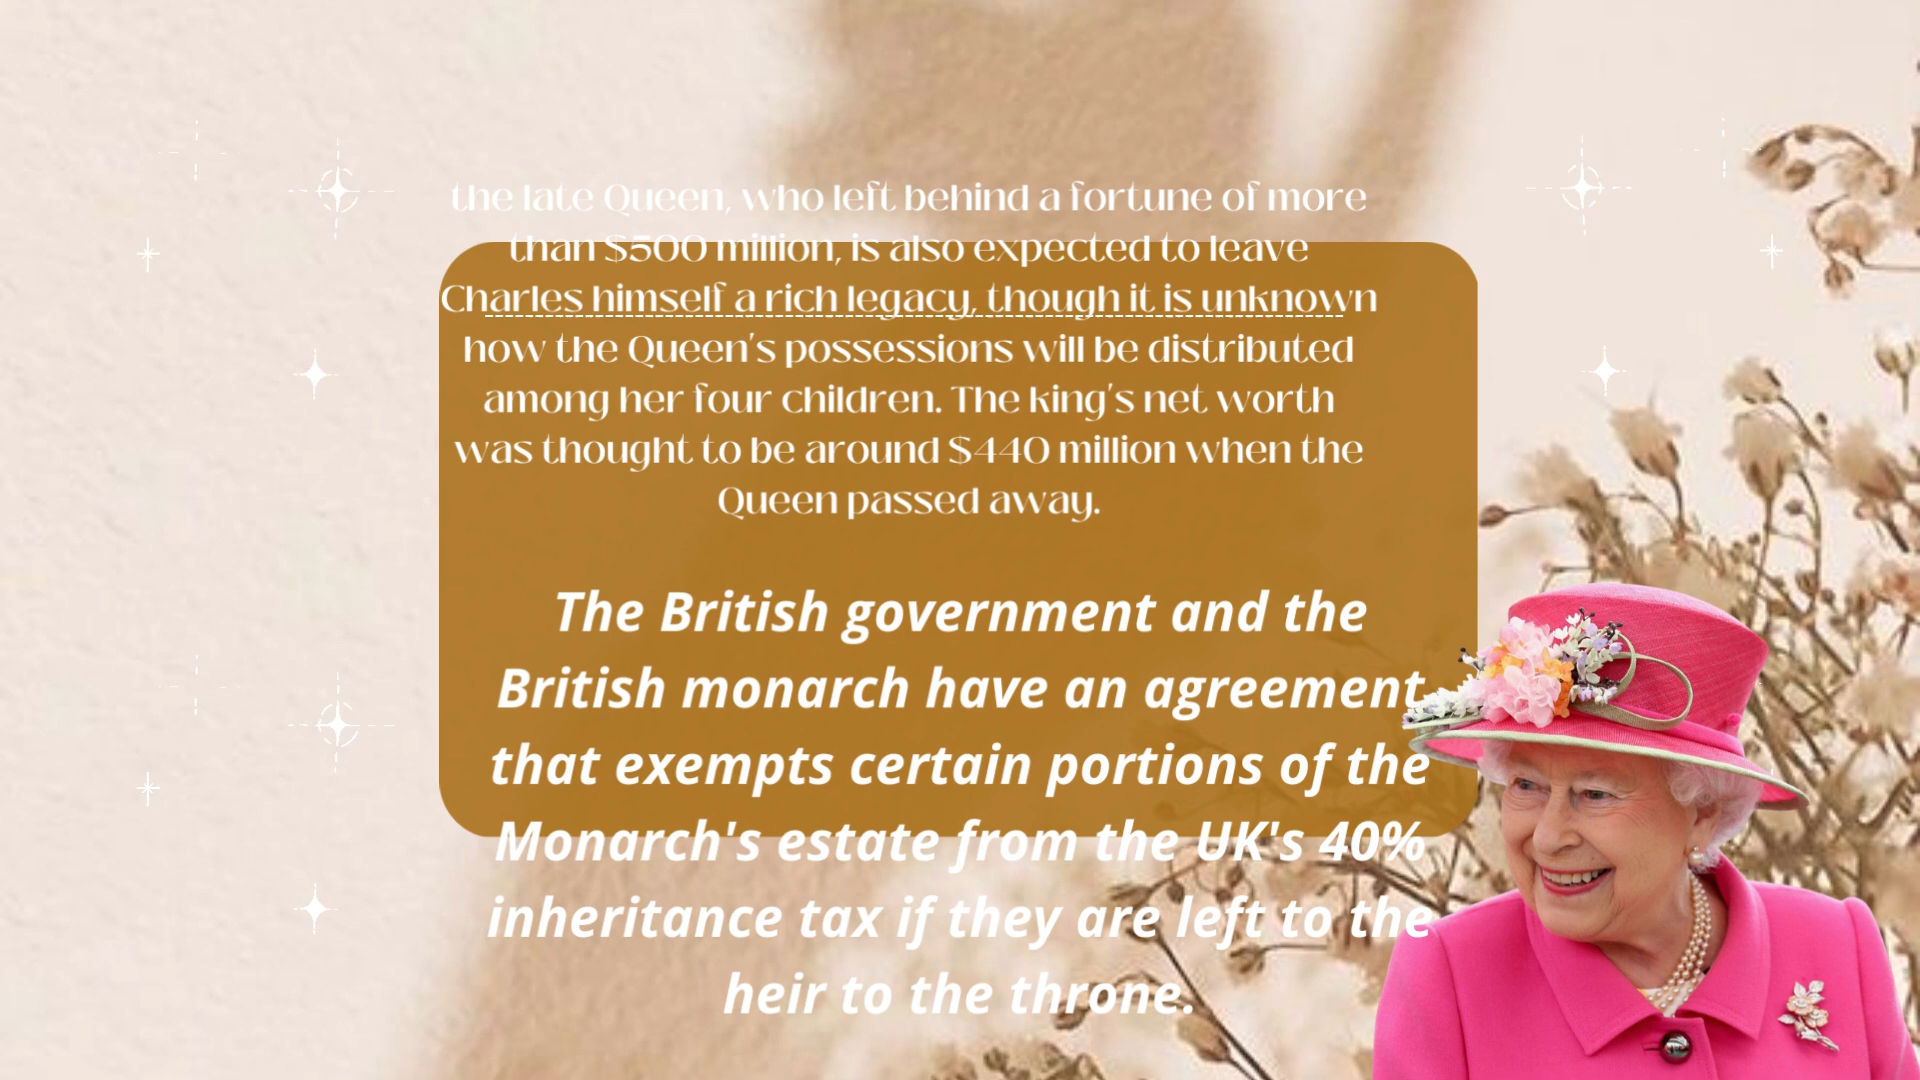 the late Queen, who left behind a fortune of more
than $500 million, is also expected to leave
Charles himself a rich legacy, though it is unknown
how the Queen's possessions will be distributed
among her four children. The king's net worth
was thought to be around $440 million when the
Queen passed away.
The British government and the
British monarch have an agreement
that exempts certain portions of the
Monarch's estate from the UK's 40%
inheritance tax if they are left to the
heir to the throne.